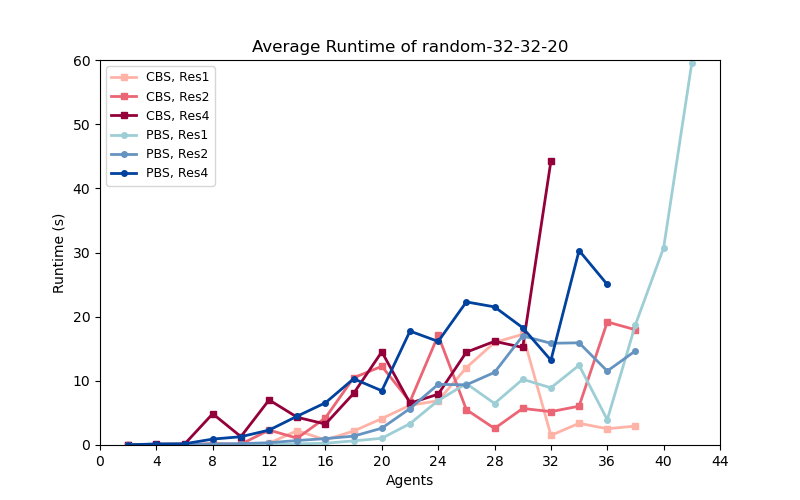 Average Runtime of random-32-32-20
60
50
40
30
20
10
0
Runtime (s)
CBS, Res1
CBS, Res2
CBS, Res4
PBS, Res1
PBS, Res2
PBS, Res4
0 4 8 12 16 20 24 28 32 36 40 44
Agents